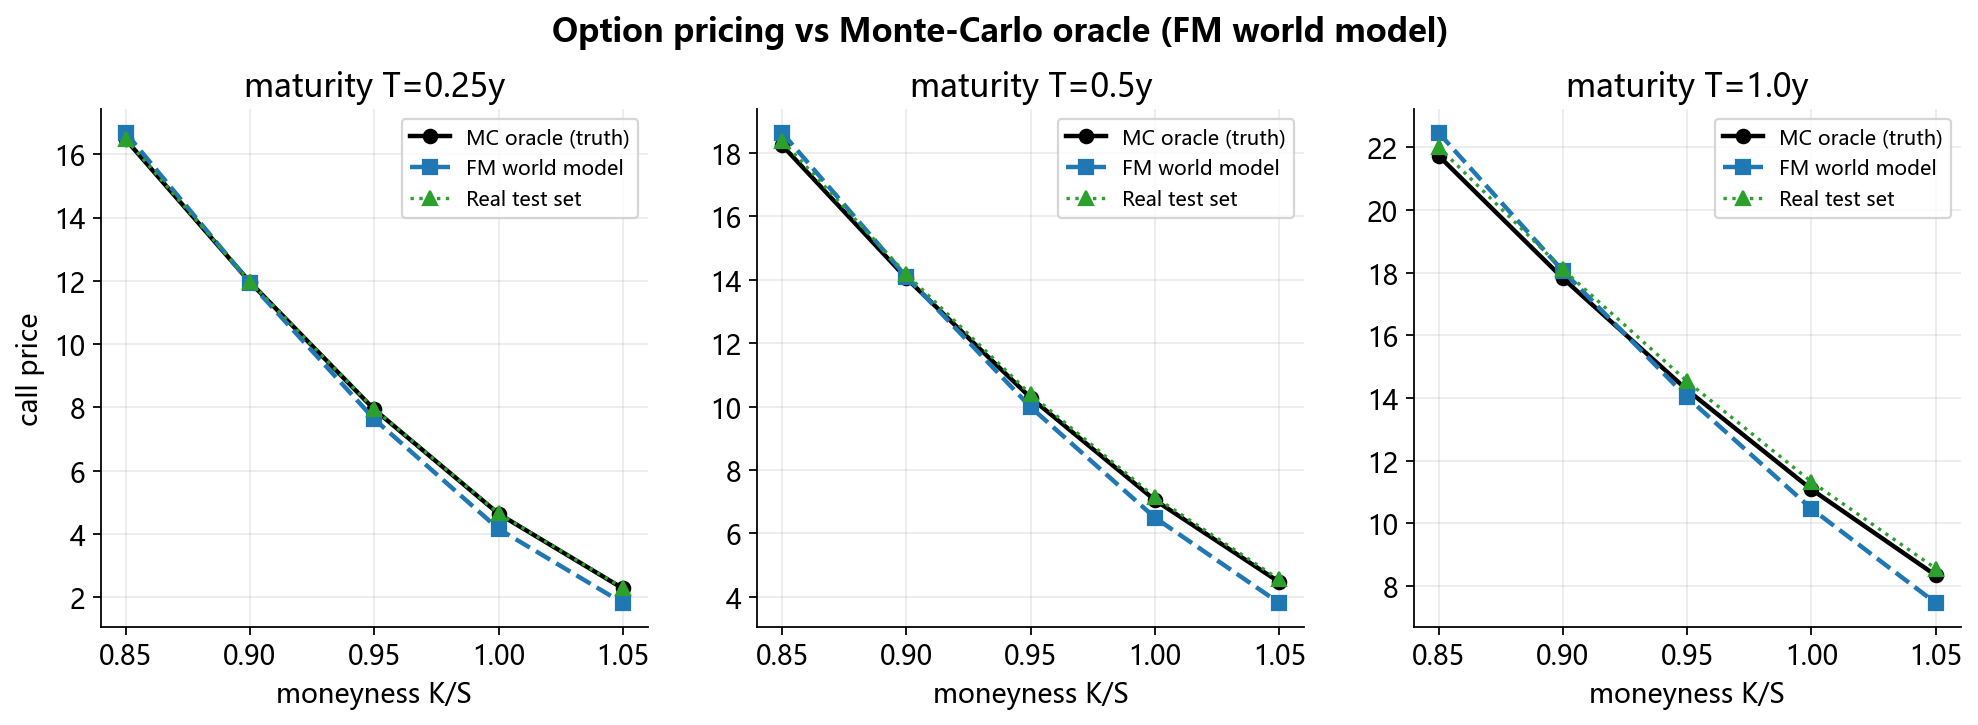 Option pricing vs Monte-Carlo oracle (FM world model)
maturity T=0.25y
call price
16
14
12
10
8
6
4
2
0.85 0.90 0.95 1.00 1.05
moneyness K/S
MC oracle (truth)
FM world model
Real test set
maturity T=0.5y
18
16
14
12
10
8
6
4
0.85 0.90 0.95 1.00 1.05
moneyness K/S
MC oracle (truth)
FM world model
Real test set
maturity T=1.0y
22
20
18
16
14
12
10
8
0.85 0.90 0.95 1.00 1.05
moneyness K/S
MC oracle (truth)
FM world model
Real test set